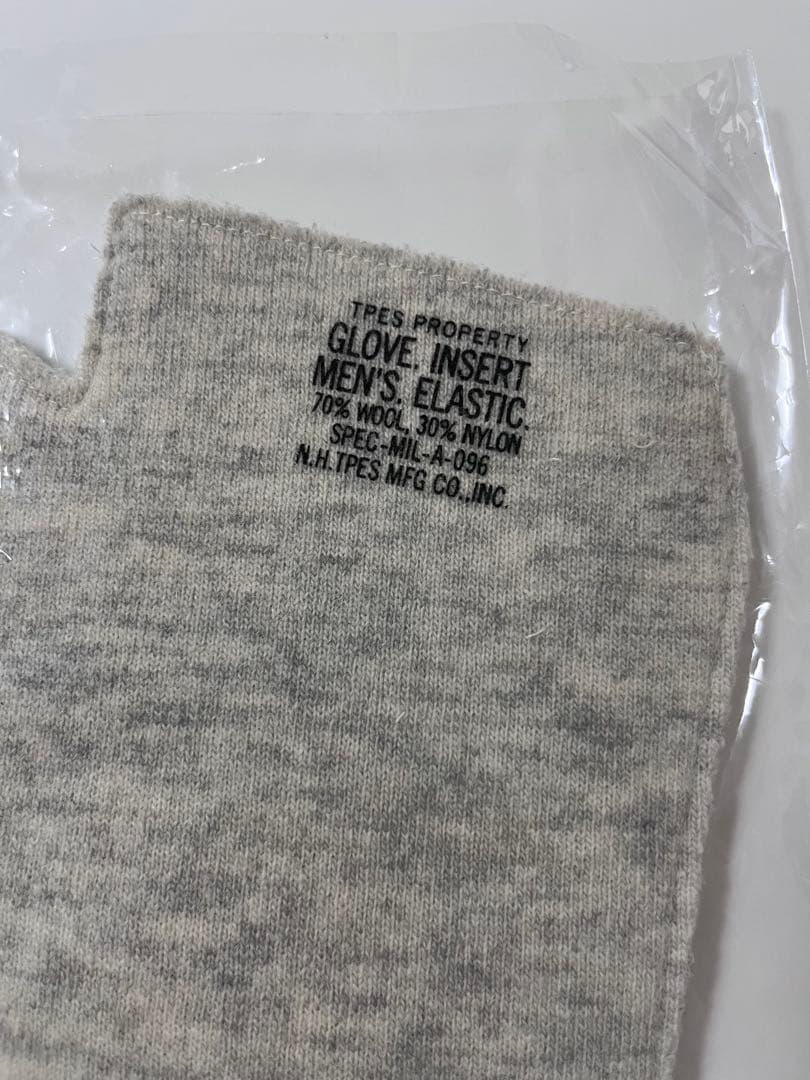 TPES PROPERTY
GLOVE. INSERT
MEN'S. ELASTIC.
70% WOOL, 30% NYLON
SPEC-MIL-A-096
N.H.TPES MFG CO.,INC.